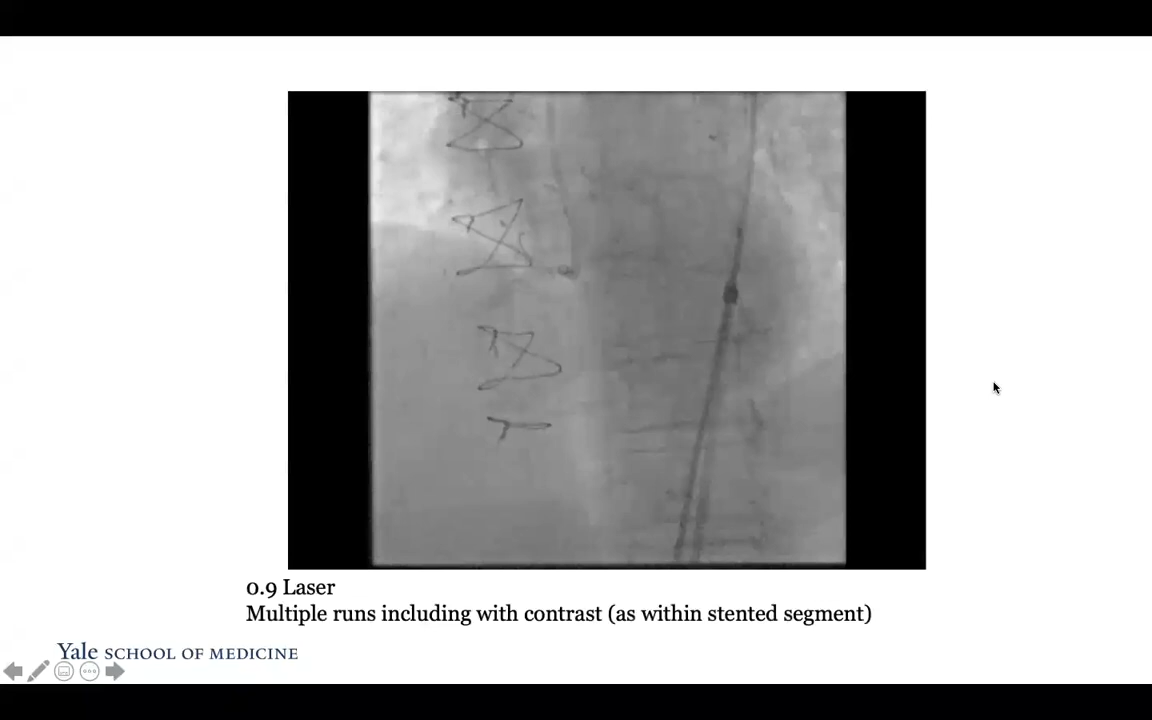 0.9 Laser
Multiple runs including with contrast (as within stented segment)
Yale SCHOOL OF MEDICINE